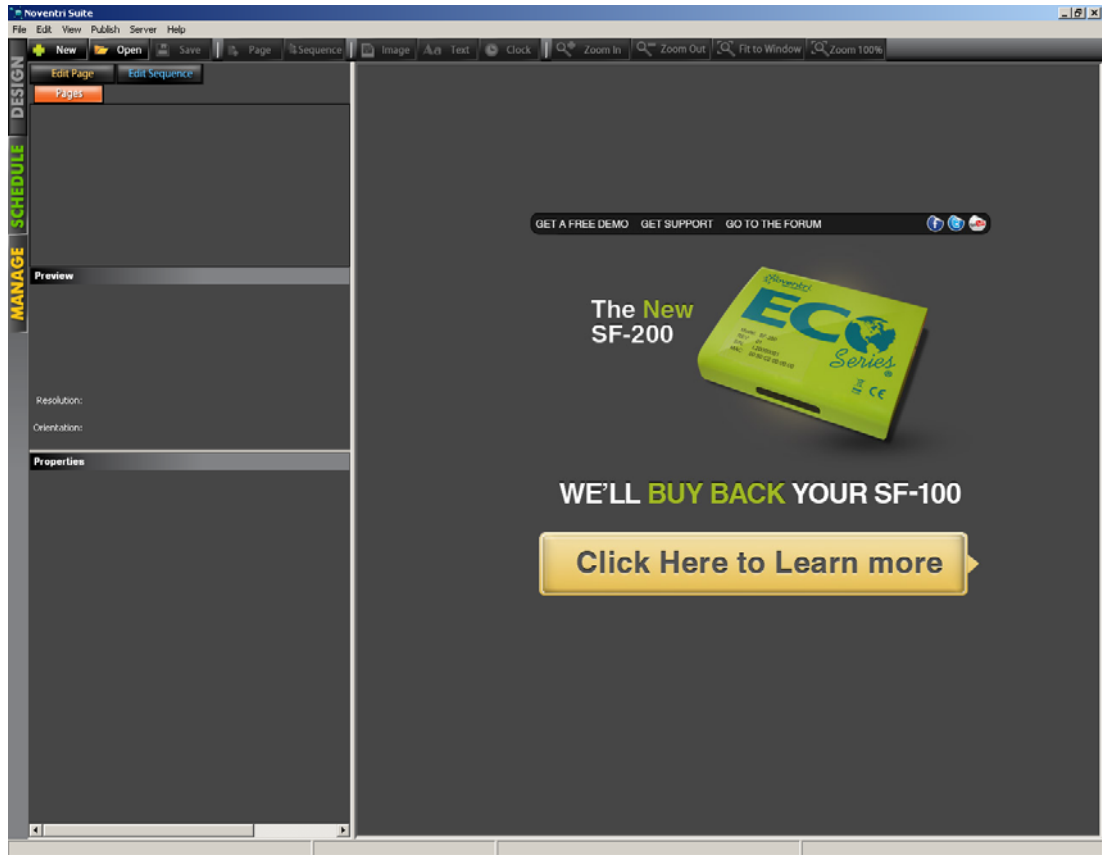 Noventri Suite
File Edit View Publish Server Help
New Open Save Page Sequence Image Aa Text Clock Zoom In Zoom Out Fit to Window Zoom 100%
DESIGN
SCHEDULE
MANAGE
Edit Page Edit Sequence
Pages
Preview
Resolution:
Orientation:
Properties
GET A FREE DEMO GET SUPPORT GO TO THE FORUM
The New
SF-200
Noventri
ECO
Series
WE'LL BUY BACK YOUR SF-100
Click Here to Learn more